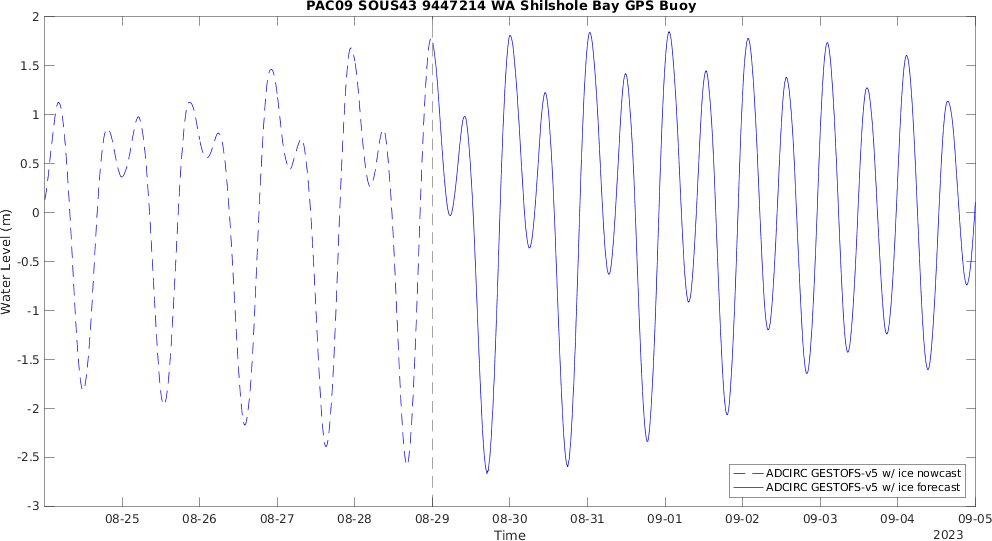 PAC09 SOUS43 9447214 WA Shilshole Bay GPS Buoy
2
1.5
1
0.5
0
-0.5
-1
-1.5
-2
-2.5
-3
Water Level (m)
ADCIRC GESTOFS-v5 w/ ice nowcast
ADCIRC GESTOFS-v5 w/ ice forecast
08-25 08-26 08-27 08-28 08-29 08-30 08-31 09-01 09-02 09-03 09-04 09-05
Time
2023